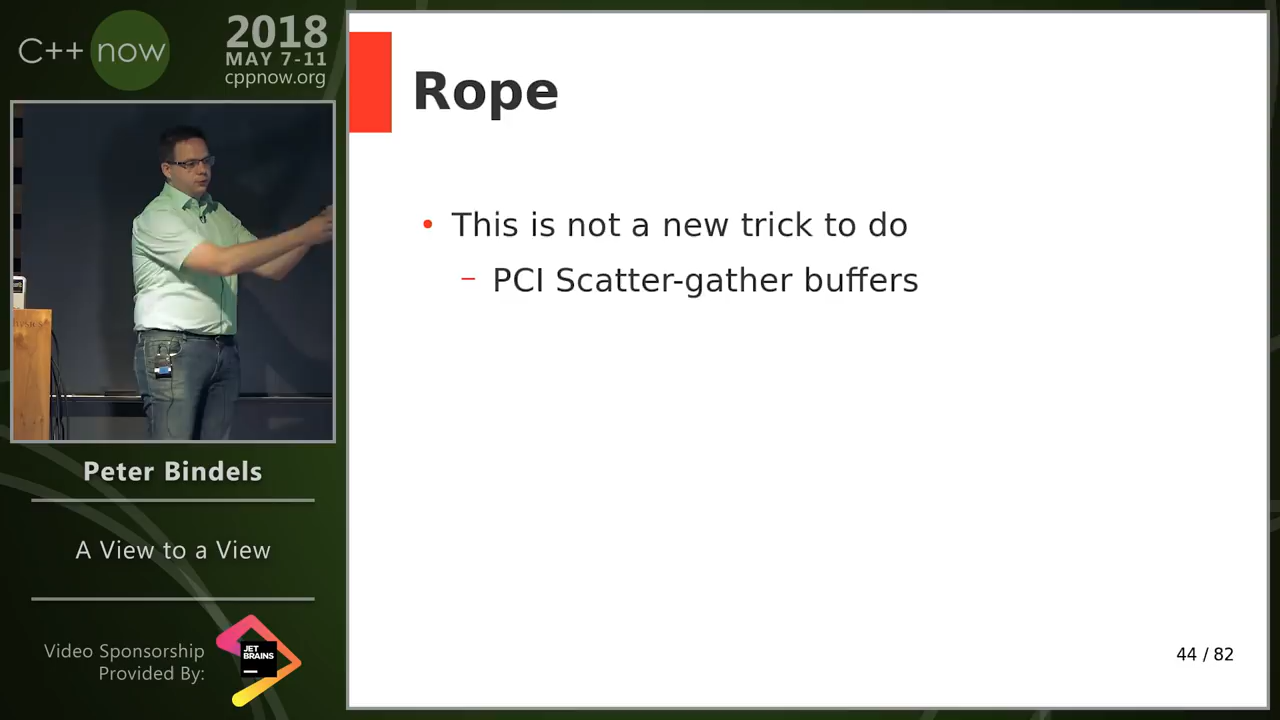 C++ now
2018
MAY 7-11
cppnow.org
Rope
• This is not a new trick to do
– PCI Scatter-gather buffers
Peter Bindels
A View to a View
Video Sponsorship
Provided By:
JET
BRAINS
44 / 82